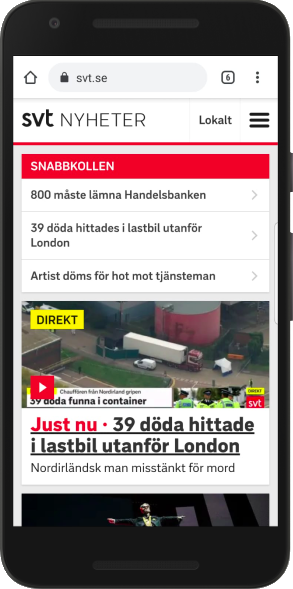 svt.se
6
svt NYHETER
Lokalt
SNABBKOLLEN
800 måste lämna Handelsbanken
39 döda hittades i lastbil utanför
London
Artist döms för hot mot tjänsteman
DIREKT
Chauffören från Nordirland gripen
39 döda funna i container
DIREKT
svt
Just nu · 39 döda hittade
i lastbil utanför London
Nordirländsk man misstänkt för mord